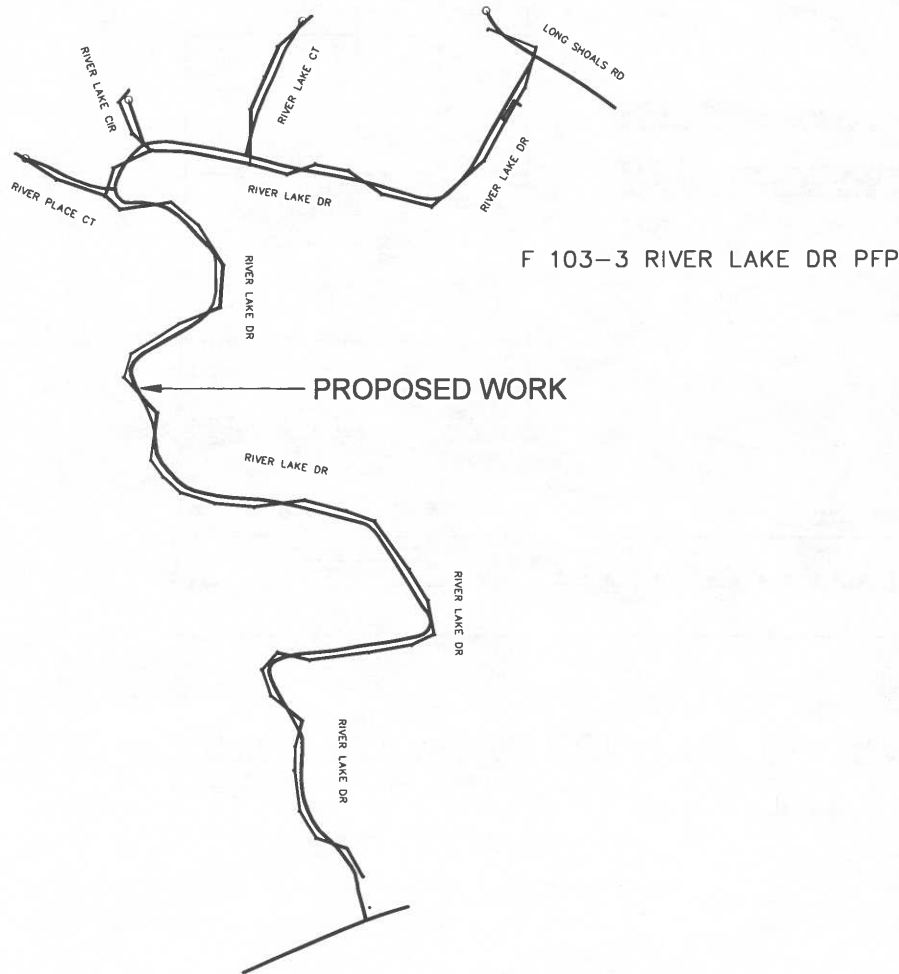 LONG SHOALS RD
RIVER LAKE CT
RIVER LAKE CIR
RIVER LAKE DR
RIVER LAKE DR
RIVER PLACE CT
RIVER LAKE DR
F 103-3 RIVER LAKE DR PFP
PROPOSED WORK
RIVER LAKE DR
RIVER LAKE DR
RIVER LAKE DR